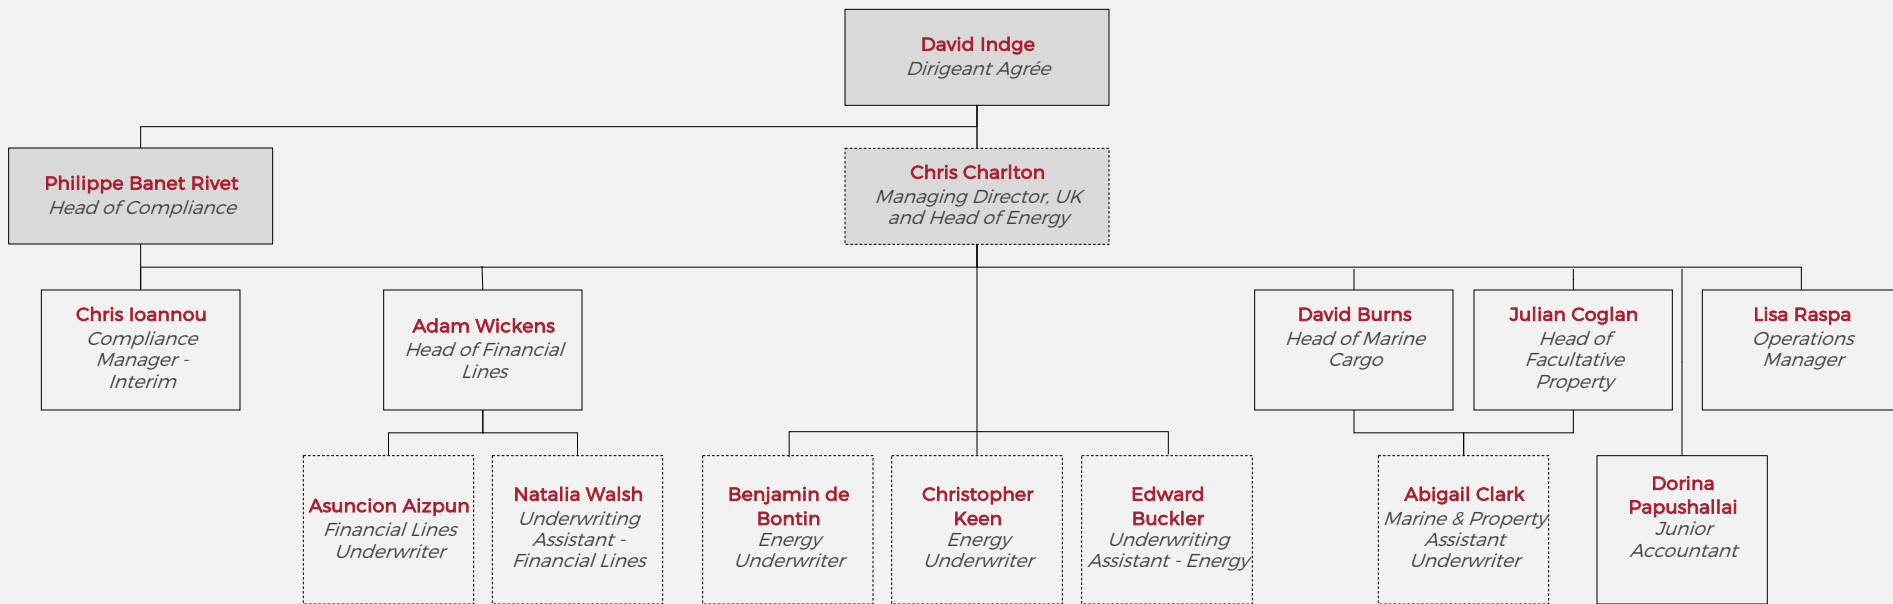 David Indge
Dirigeant Agrée
Philippe Banet Rivet
Head of Compliance
Chris Charlton
Managing Director, UK
and Head of Energy
Chris Ioannou
Compliance
Manager -
Interim
Adam Wickens
Head of Financial
Lines
David Burns
Head of Marine
Cargo
Julian Coglan
Head of
Facultative
Property
Lisa Raspa
Operations
Manager
Asuncion Aizpun
Financial Lines
Underwriter
Natalia Walsh
Underwriting
Assistant -
Financial Lines
Benjamin de
Bontin
Energy
Underwriter
Christopher
Keen
Energy
Underwriter
Edward
Buckler
Underwriting
Assistant - Energy
Abigail Clark
Marine & Property
Assistant
Underwriter
Dorina
Papushallai
Junior
Accountant